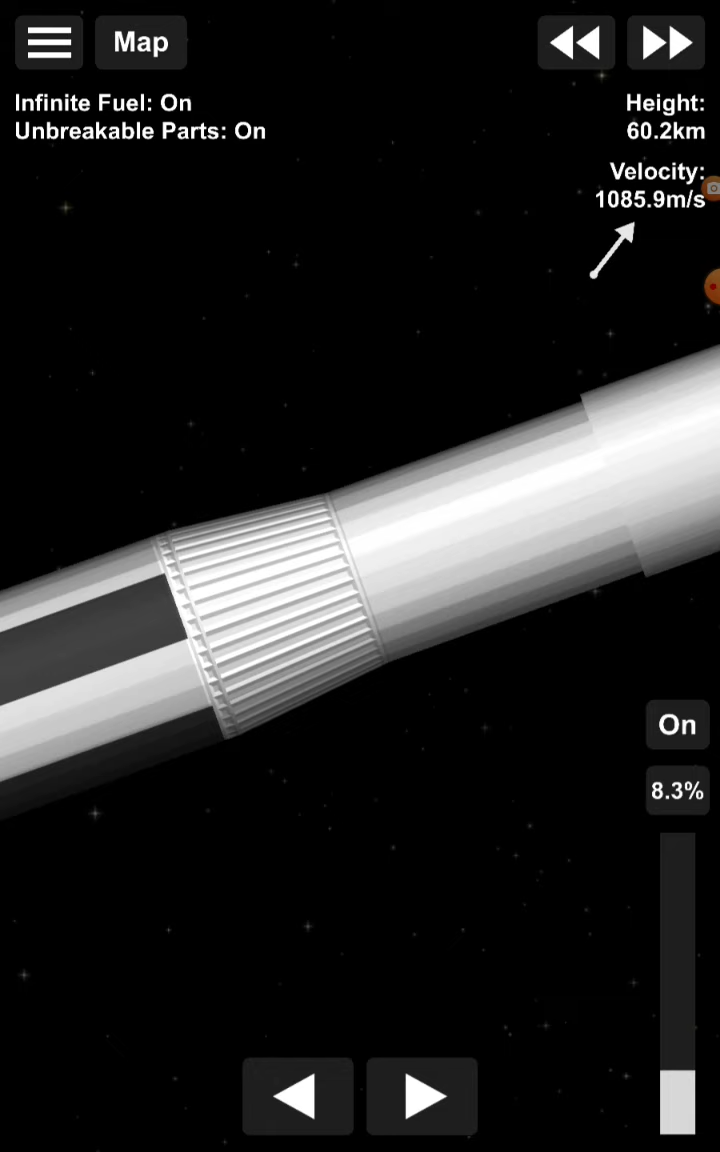 Map
Infinite Fuel: On
Unbreakable Parts: On
Height:
60.2km
Velocity:
1085.9m/s
On
8.3%